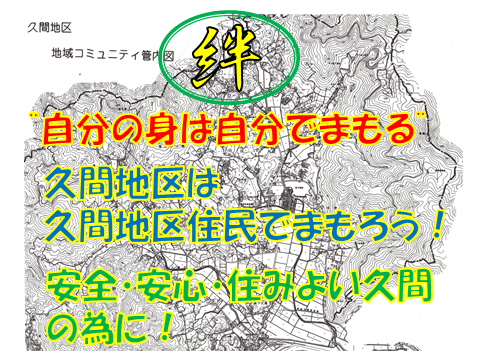 久間地区
地域コミュニティ管内図
絆
¨自分の身は自分でまもる¨
久間地区は
久間地区住民でまもろう！
安全・安心・住みよい久間
の為に！